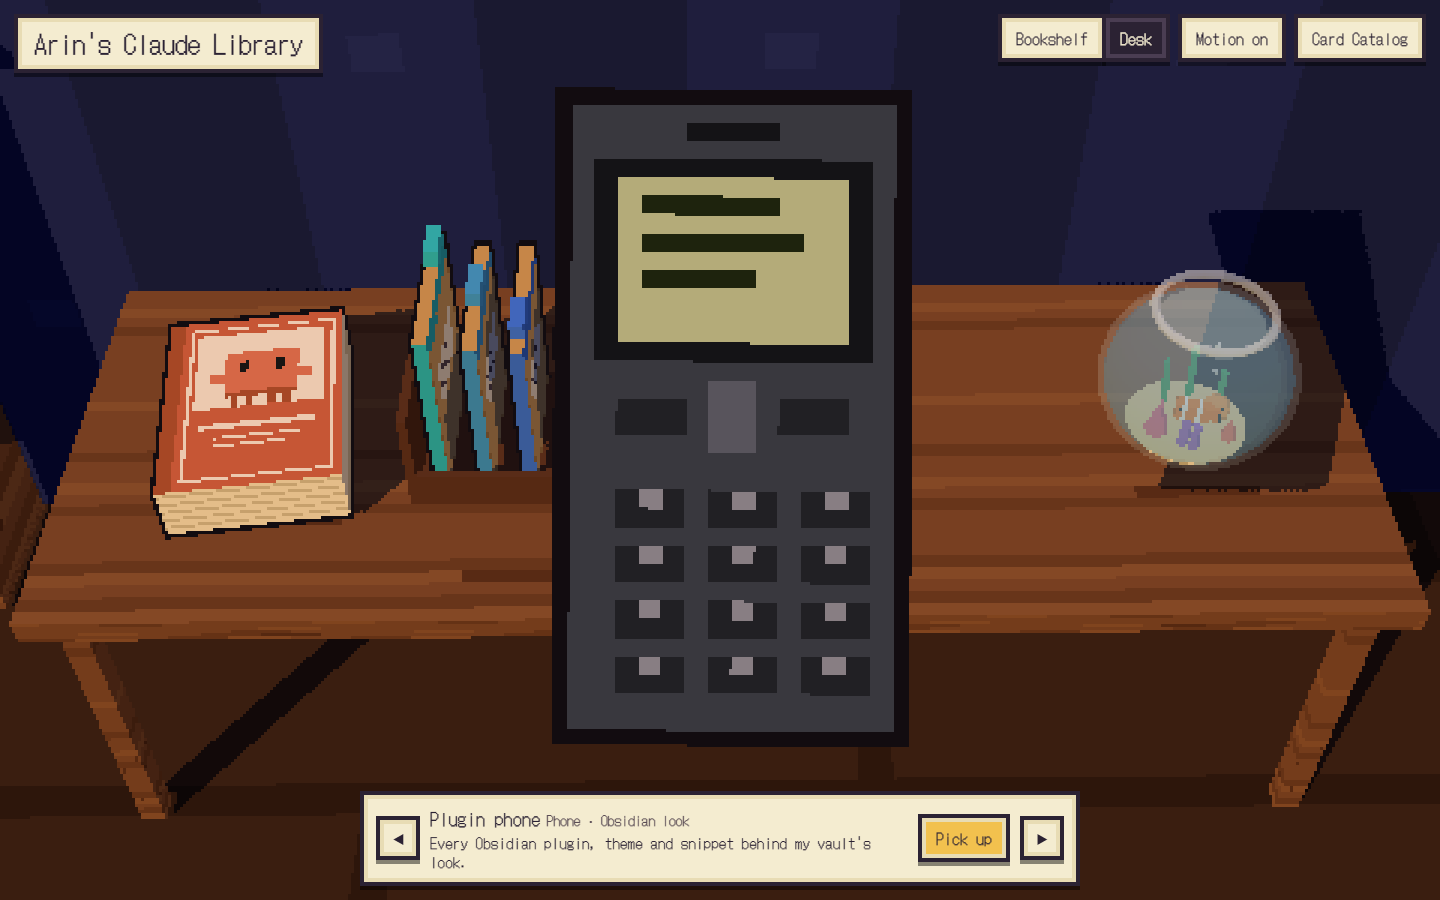 Arin's Claude Library
Bookshelf
Desk
Motion on
Card Catalog
Plugin phone Phone · Obsidian look
Every Obsidian plugin, theme and snippet behind my vault's
look.
Pick up